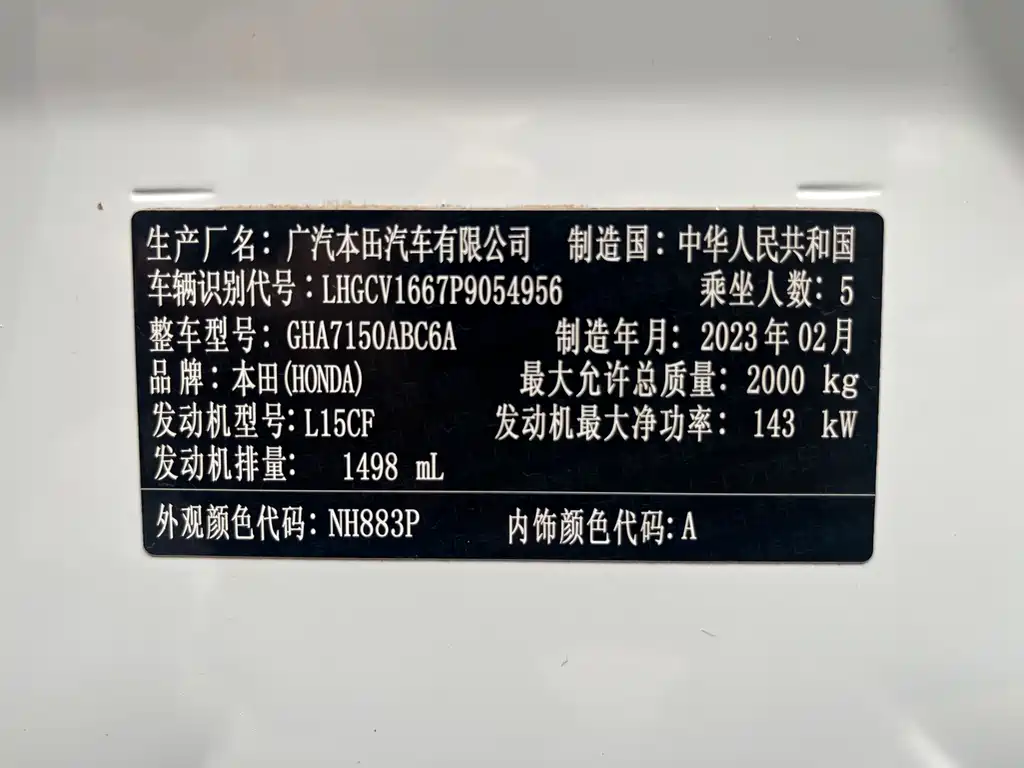 生产厂名：广汽本田汽车有限公司 制造国：中华人民共和国
车辆识别代号：LHGCV1667P9054956 乘坐人数：5
整车型号：GHA7150ABC6A 制造年月：2023年02月
品牌：本田(HONDA) 最大允许总质量：2000 kg
发动机型号：L15CF 发动机最大净功率：143 kW
发动机排量：1498 mL
外观颜色代码：NH883P 内饰颜色代码：A